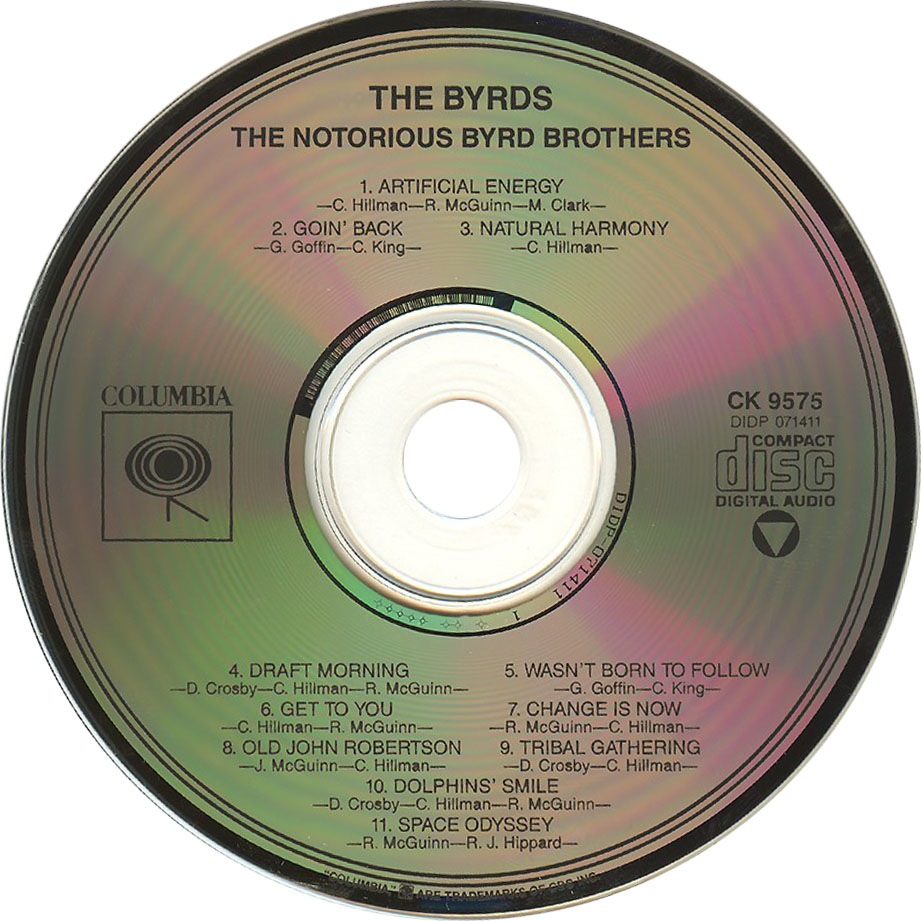 THE BYRDS
THE NOTORIOUS BYRD BROTHERS
1. ARTIFICIAL ENERGY
—C. Hillman—R. McGuinn—M. Clark—
2. GOIN' BACK
—G. Goffin—C. King—
3. NATURAL HARMONY
—C. Hillman—
COLUMBIA
CK 9575
DIDP 071411
COMPACT
disc
DIGITAL AUDIO
DIDP-071411 1
4. DRAFT MORNING
—D. Crosby—C. Hillman—R. McGuinn—
5. WASN'T BORN TO FOLLOW
—G. Goffin—C. King—
6. GET TO YOU
—C. Hillman—R. McGuinn—
7. CHANGE IS NOW
—R. McGuinn—C. Hillman—
8. OLD JOHN ROBERTSON
—J. McGuinn—C. Hillman—
9. TRIBAL GATHERING
—D. Crosby—C. Hillman—
10. DOLPHINS' SMILE
—D. Crosby—C. Hillman—R. McGuinn—
11. SPACE ODYSSEY
—R. McGuinn—R. J. Hippard—
"COLUMBIA," ARE TRADEMARKS OF CBS INC.